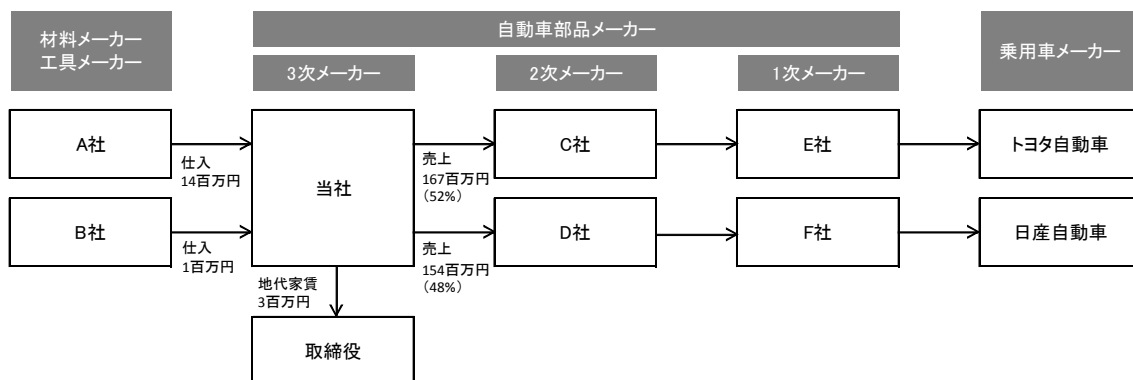 材料メーカー
工具メーカー
自動車部品メーカー
乗用車メーカー
3次メーカー
2次メーカー
1次メーカー
A社
仕入
14百万円
当社
売上
167百万円
(52%)
C社
E社
トヨタ自動車
B社
仕入
1百万円
売上
154百万円
(48%)
D社
F社
日産自動車
地代家賃
3百万円
取締役